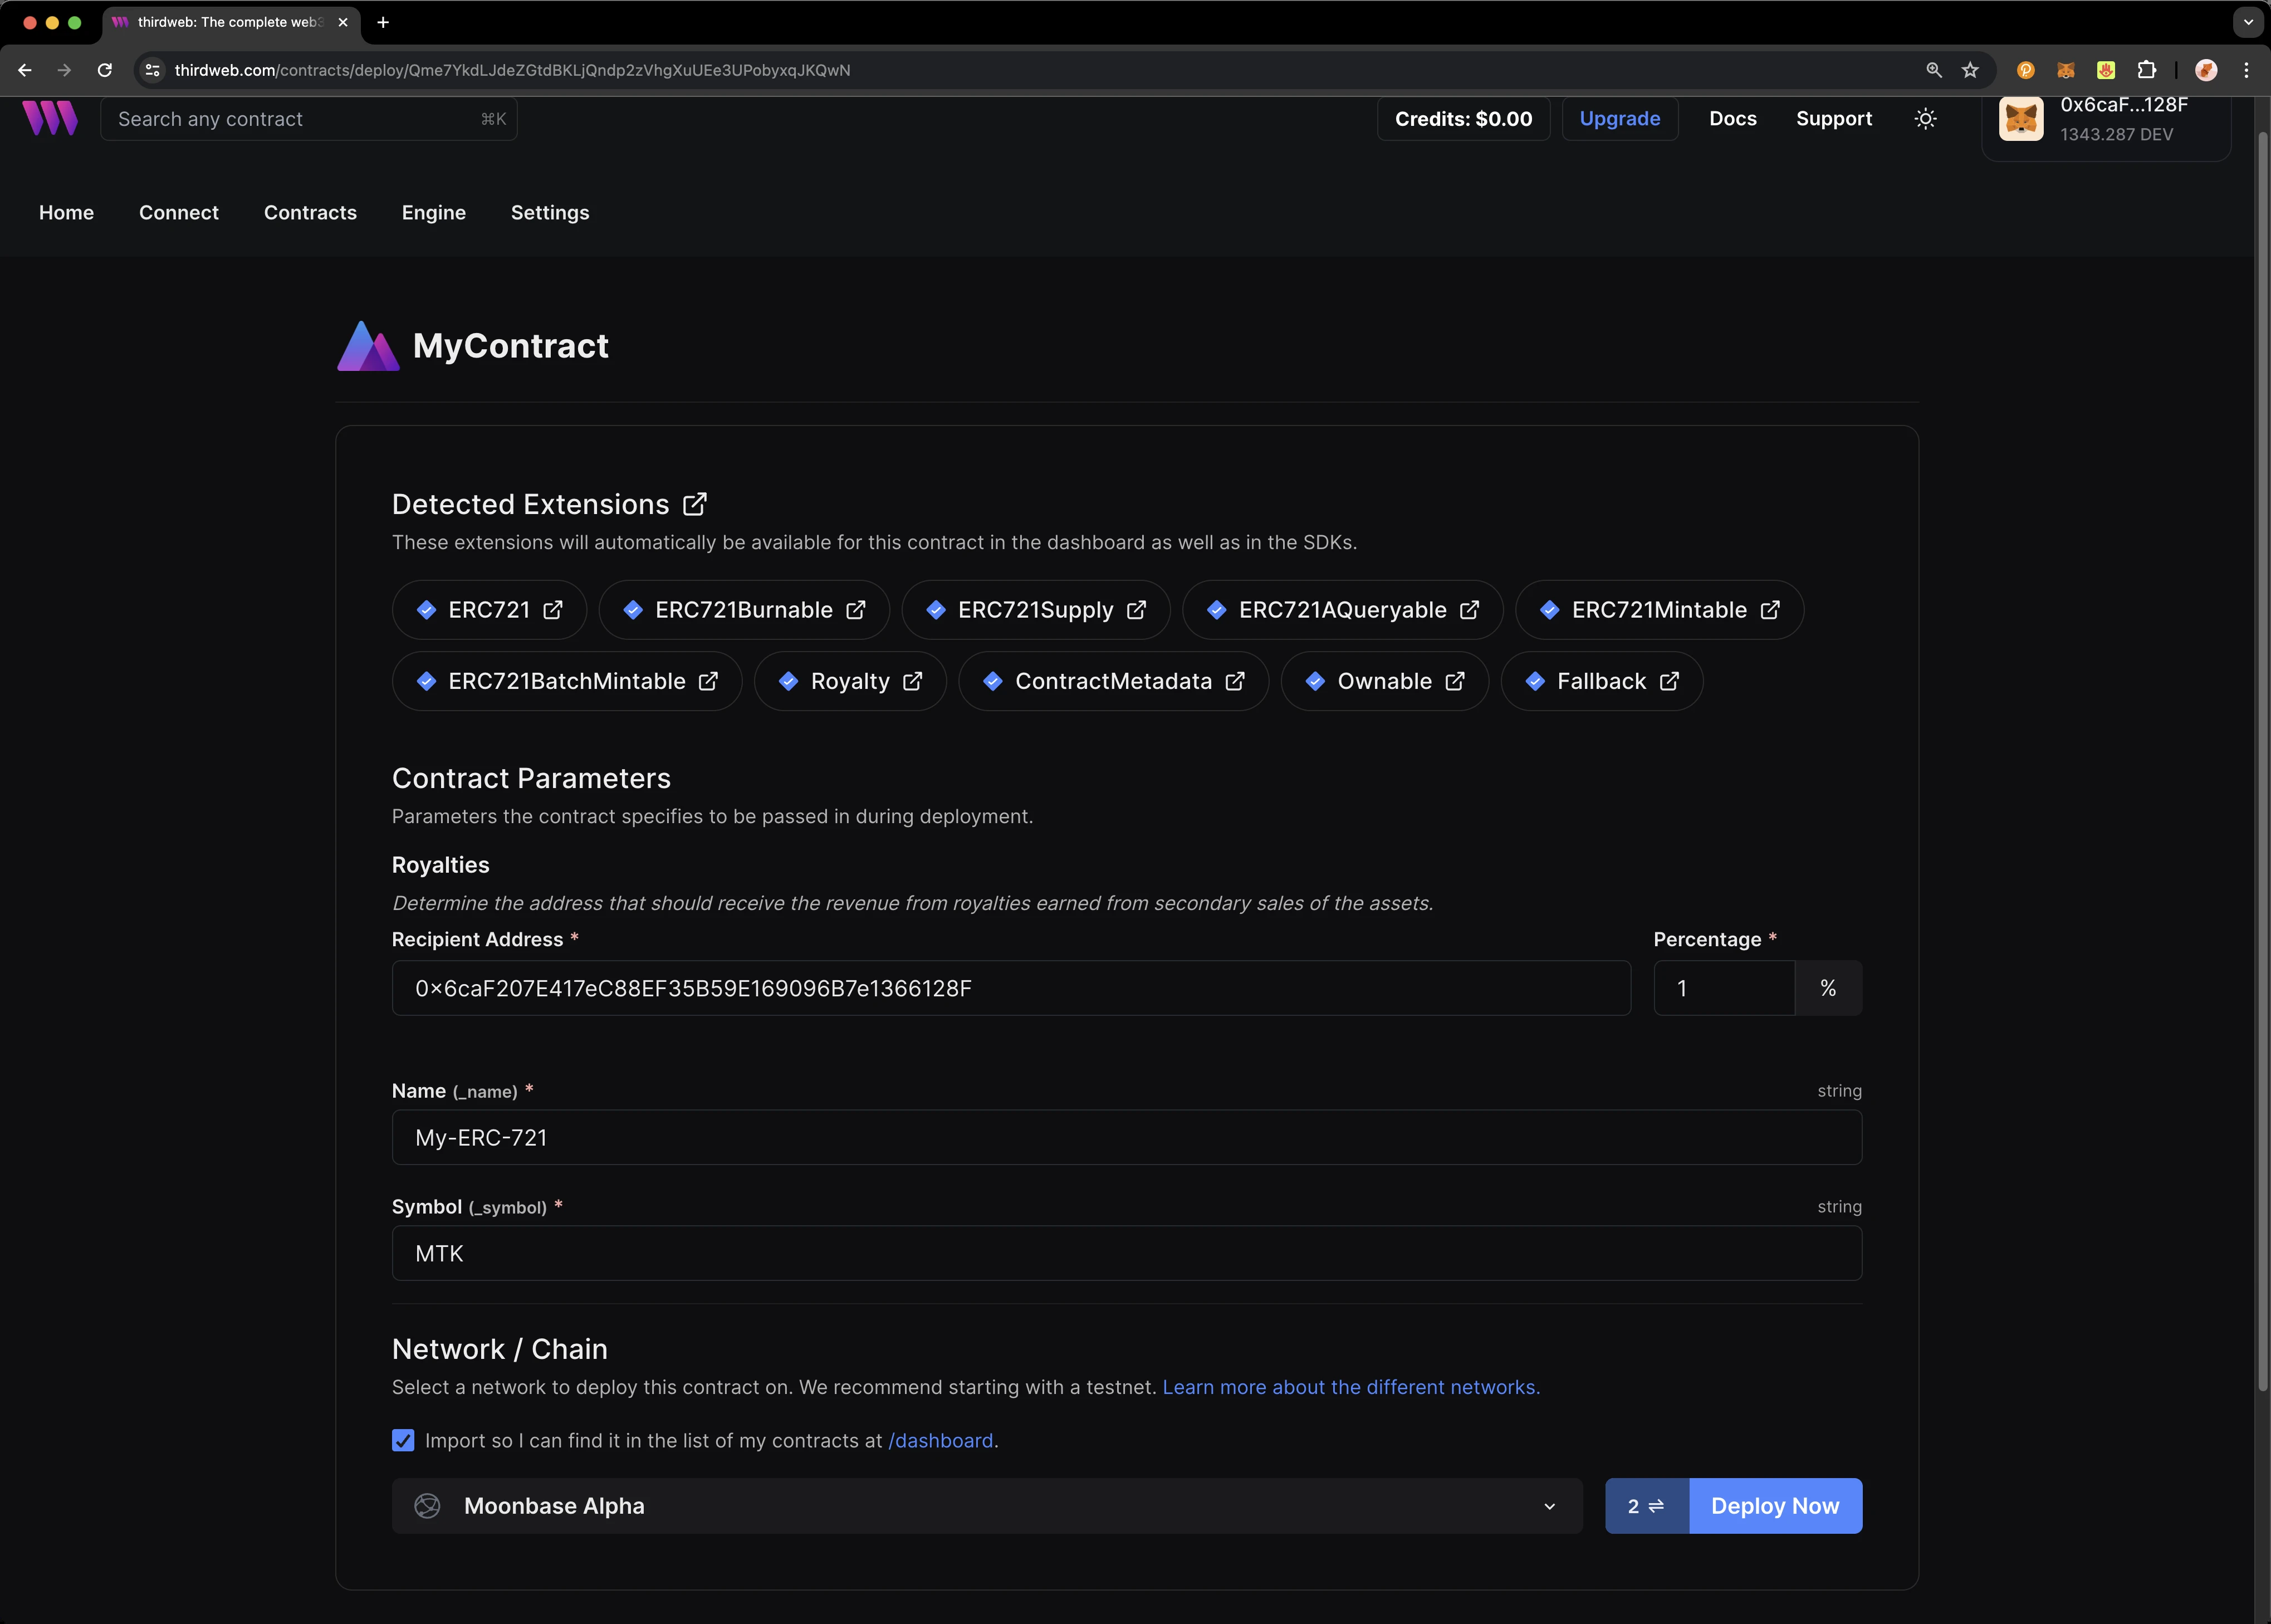 thirdweb: The complete web3
thirdweb.com/contracts/deploy/Qme7YkdLJdeZGtdBKLjQndp2zVhgXuUEe3UPobyxqJKQwN
Search any contract ⌘K
Credits: $0.00
Upgrade
Docs
Support
0x6caF...128F
1343.287 DEV
Home
Connect
Contracts
Engine
Settings
MyContract
Detected Extensions
These extensions will automatically be available for this contract in the dashboard as well as in the SDKs.
ERC721
ERC721Burnable
ERC721Supply
ERC721AQueryable
ERC721Mintable
ERC721BatchMintable
Royalty
ContractMetadata
Ownable
Fallback
Contract Parameters
Parameters the contract specifies to be passed in during deployment.
Royalties
Determine the address that should receive the revenue from royalties earned from secondary sales of the assets.
Recipient Address *
Percentage *
0x6caF207E417eC88EF35B59E169096B7e1366128F
1 %
Name (_name) * string
My-ERC-721
Symbol (_symbol) * string
MTK
Network / Chain
Select a network to deploy this contract on. We recommend starting with a testnet. Learn more about the different networks.
Import so I can find it in the list of my contracts at /dashboard.
Moonbase Alpha
2 ⇌ Deploy Now